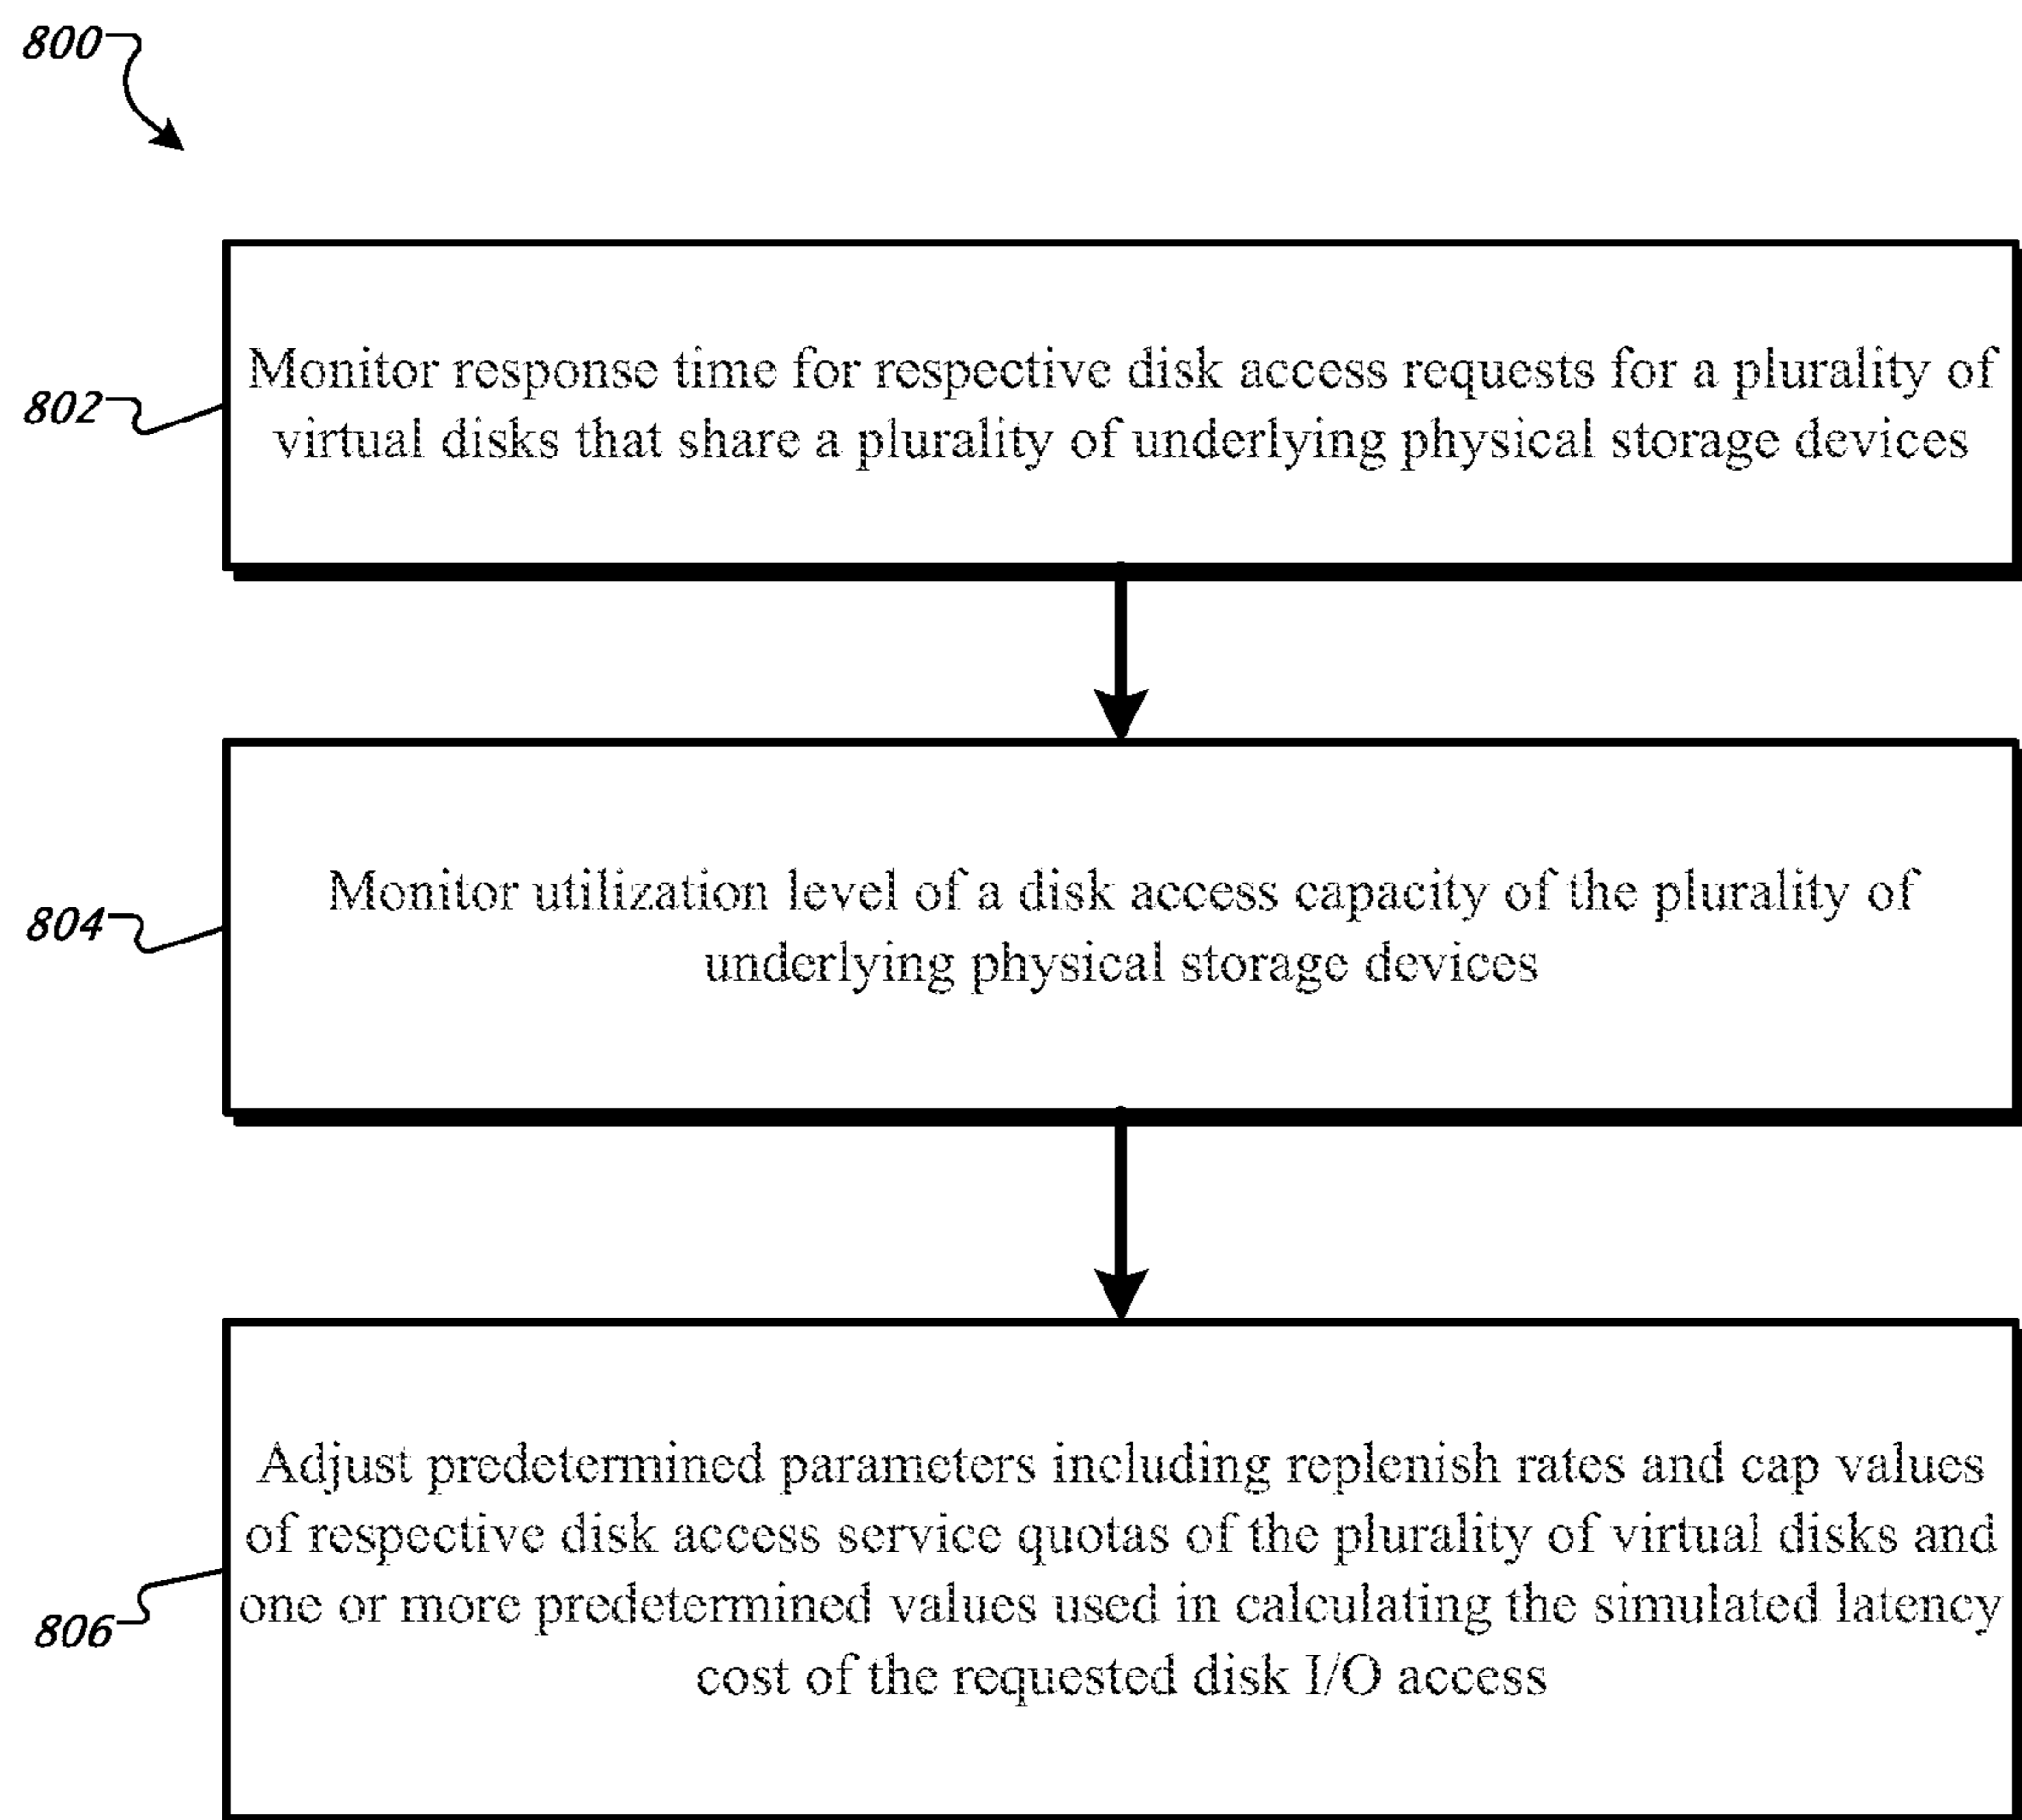 800
802
Monitor response time for respective disk access requests for a plurality of
virtual disks that share a plurality of underlying physical storage devices
804
Monitor utilization level of a disk access capacity of the plurality of
underlying physical storage devices
806
Adjust predetermined parameters including replenish rates and cap values
of respective disk access service quotas of the plurality of virtual disks and
one or more predetermined values used in calculating the simulated latency
cost of the requested disk I/O access